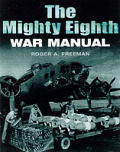 The
Mighty Eighth
WAR MANUAL
ROGER A. FREEMAN